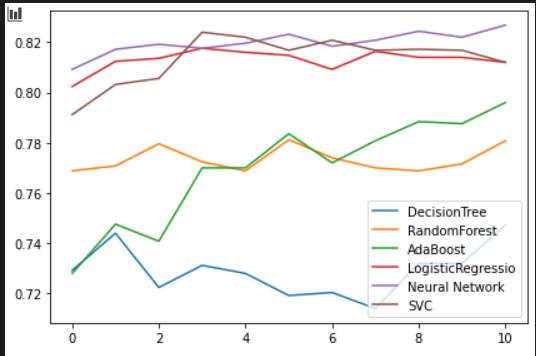 0.82
0.80
0.78
0.76
0.74
0.72
0
2
4
6
8
10
DecisionTree
RandomForest
AdaBoost
LogisticRegressio
Neural Network
SVC